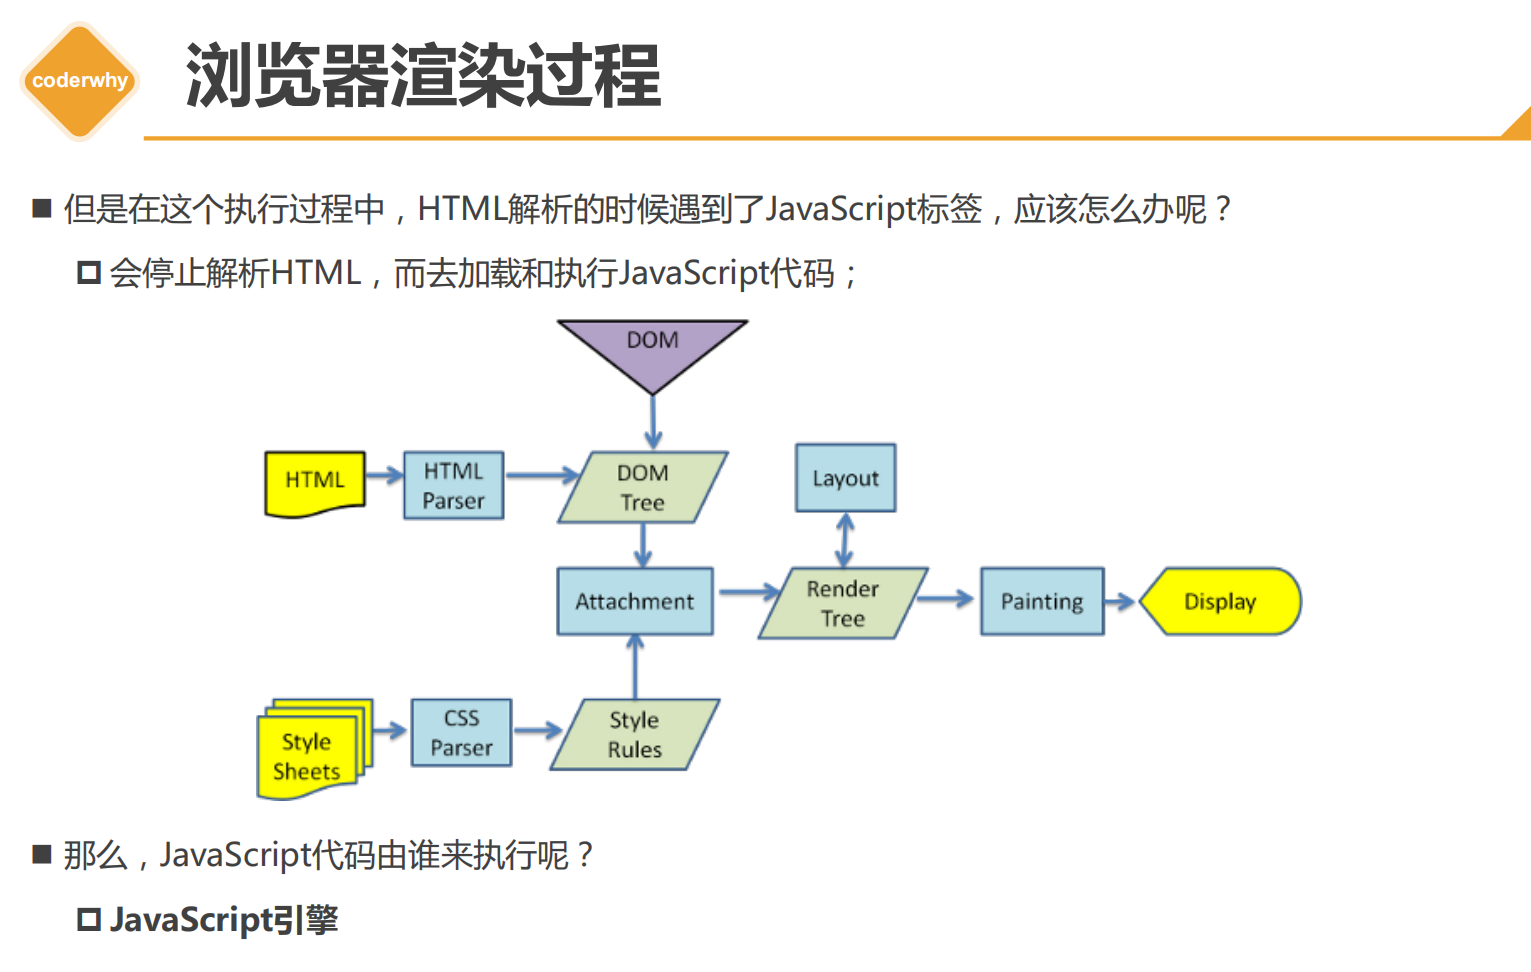 coderwhy
浏览器渲染过程
但是在这个执行过程中，HTML解析的时候遇到了JavaScript标签，应该怎么办呢？
会停止解析HTML，而去加载和执行JavaScript代码；
DOM
HTML
HTML
Parser
DOM
Tree
Layout
Attachment
Render
Tree
Painting
Display
Style
Sheets
CSS
Parser
Style
Rules
那么，JavaScript代码由谁来执行呢？
JavaScript引擎